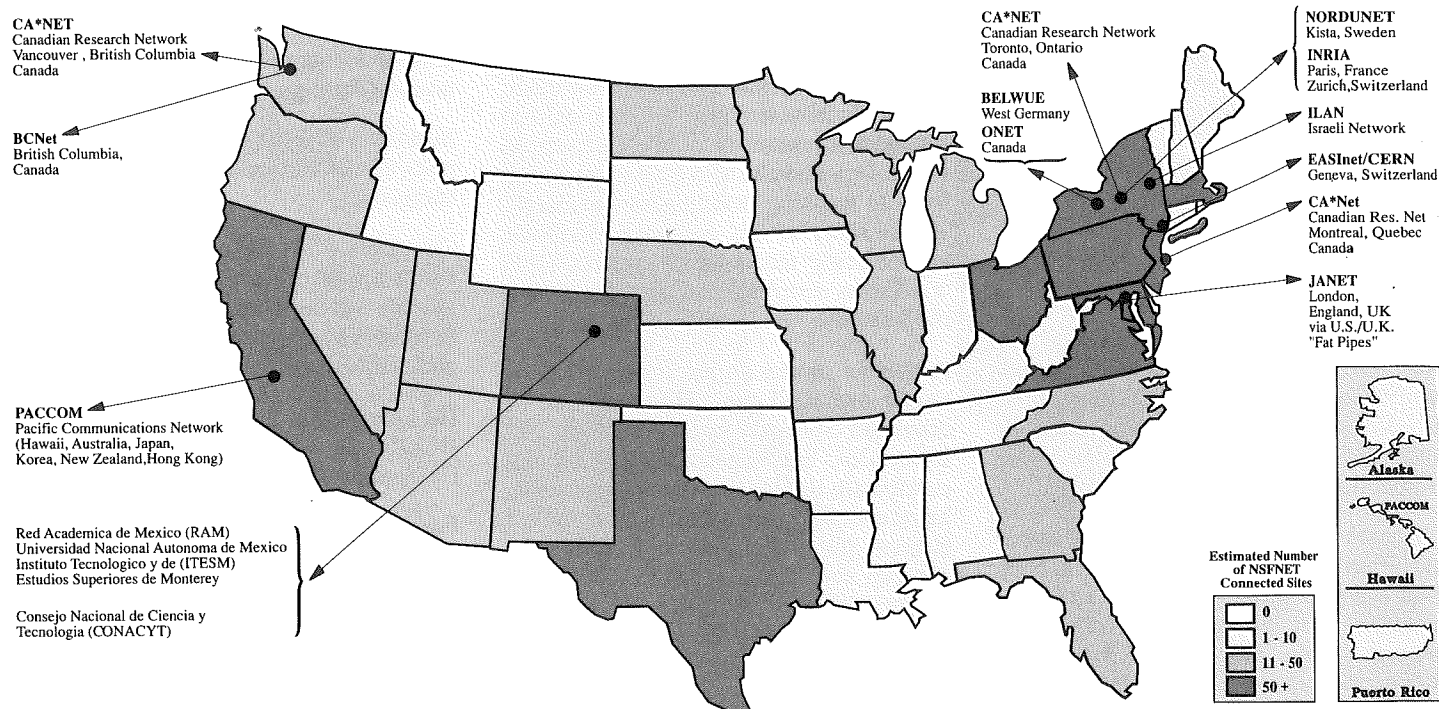 CA*NET
Canadian Research Network
Vancouver , British Columbia
Canada
BCNet
British Columbia,
Canada
PACCOM
Pacific Communications Network
(Hawaii, Australia, Japan,
Korea, New Zealand,Hong Kong)
Red Academica de Mexico (RAM)
Universidad Nacional Autonoma de Mexico
Instituto Tecnologico y de (ITESM)
Estudios Superiores de Monterey
Consejo Nacional de Ciencia y
Tecnologia (CONACYT)
CA*NET
Canadian Research Network
Toronto, Ontario
Canada
BELWUE
West Germany
ONET
Canada
NORDUNET
Kista, Sweden
INRIA
Paris, France
Zurich,Switzerland
ILAN
Israeli Network
EASInet/CERN
Geneva, Switzerland
CA*Net
Canadian Res. Net
Montreal, Quebec
Canada
JANET
London,
England, UK
via U.S./U.K.
"Fat Pipes"
Estimated Number
of NSFNET
Connected Sites
0
1 - 10
11 - 50
50 +
Alaska
PACCOM
Hawaii
Puerto Rico